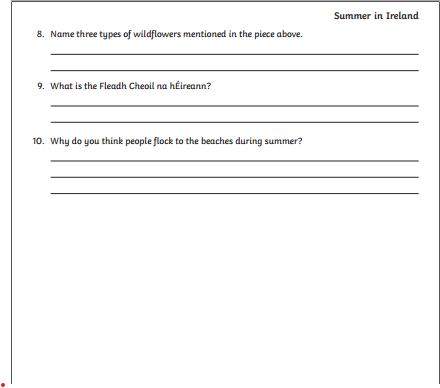 Summer in Ireland
8. Name three types of wildflowers mentioned in the piece above.
9. What is the Fleadh Cheoil na hÉireann?
10. Why do you think people flock to the beaches during summer?